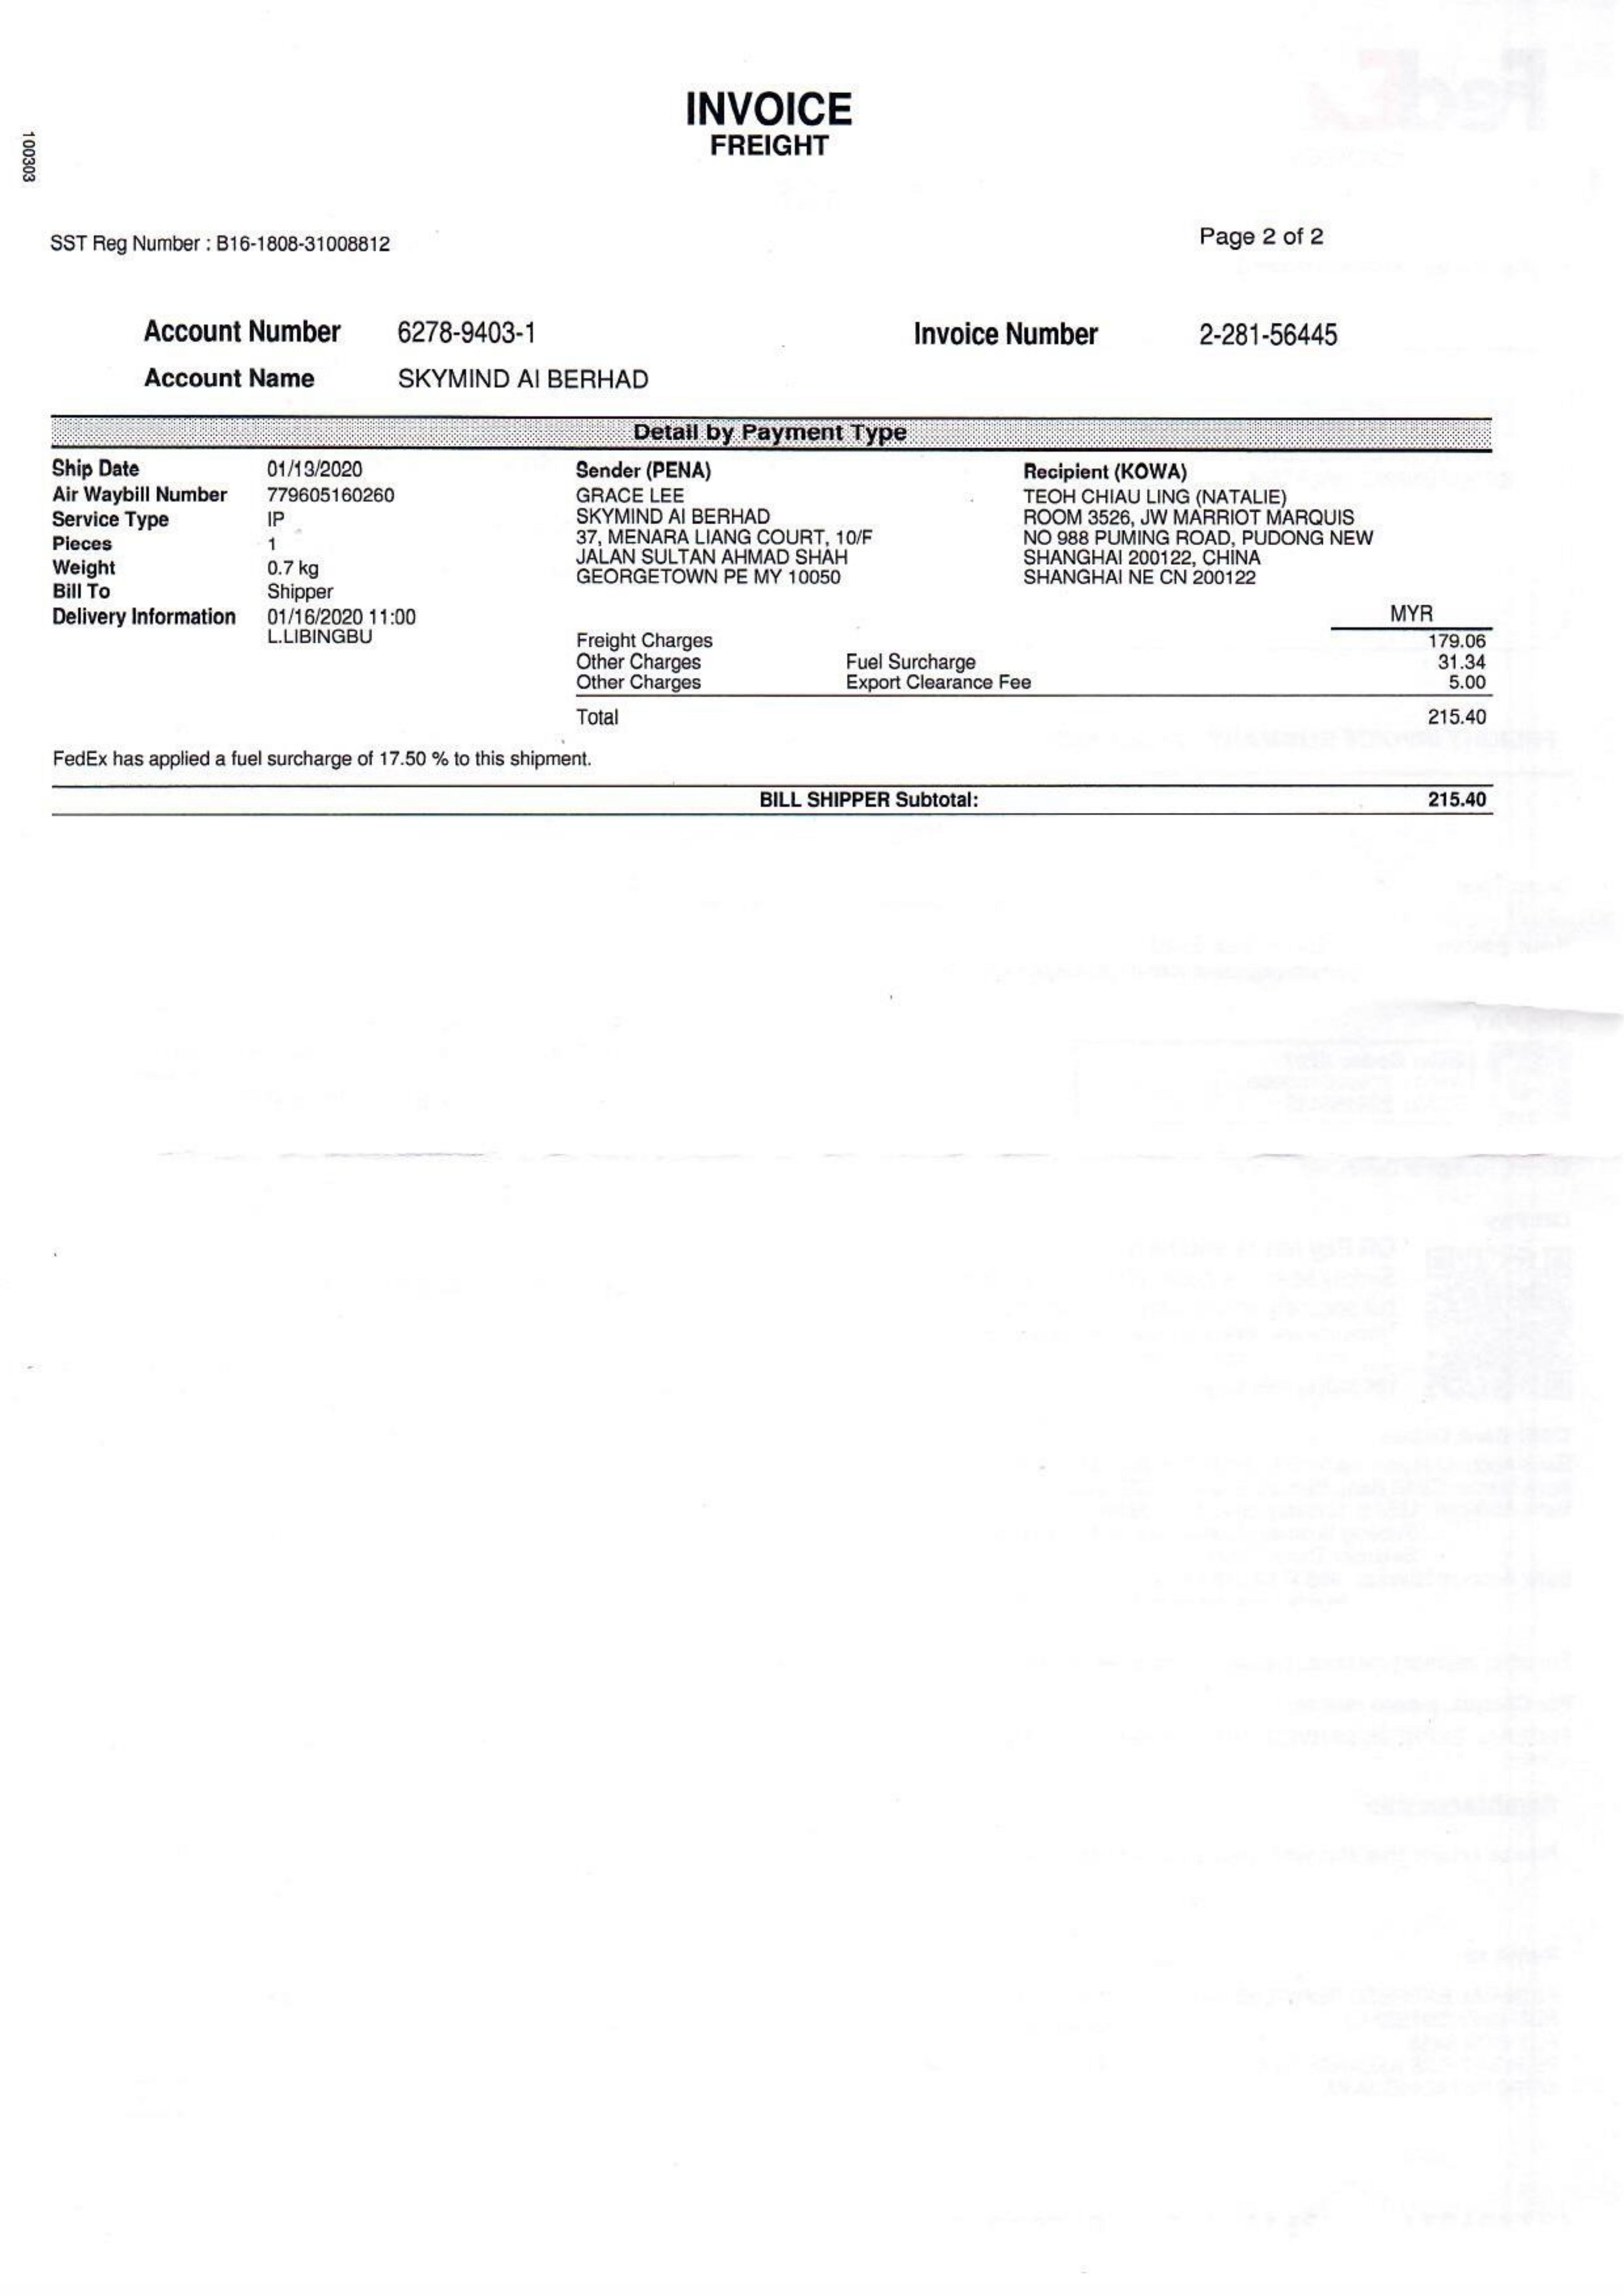 INVOICE
FREIGHT
100303
SST Reg Number : B16-1808-31008812
Page 2 of 2
Account Number 6278-9403-1
Invoice Number 2-281-56445
Account Name SKYMIND AI BERHAD
Detail by Payment Type
Ship Date 01/13/2020
Air Waybill Number 779605160260
Service Type IP
Pieces 1
Weight 0.7 kg
Bill To Shipper
Delivery Information 01/16/2020 11:00
L.LIBINGBU
Sender (PENA)
GRACE LEE
SKYMIND AI BERHAD
37, MENARA LIANG COURT, 10/F
JALAN SULTAN AHMAD SHAH
GEORGETOWN PE MY 10050
Recipient (KOWA)
TEOH CHIAU LING (NATALIE)
ROOM 3526, JW MARRIOT MARQUIS
NO 988 PUMING ROAD, PUDONG NEW
SHANGHAI 200122, CHINA
SHANGHAI NE CN 200122
MYR
Freight Charges 179.06
Other Charges Fuel Surcharge 31.34
Other Charges Export Clearance Fee 5.00
Total 215.40
FedEx has applied a fuel surcharge of 17.50 % to this shipment.
BILL SHIPPER Subtotal: 215.40